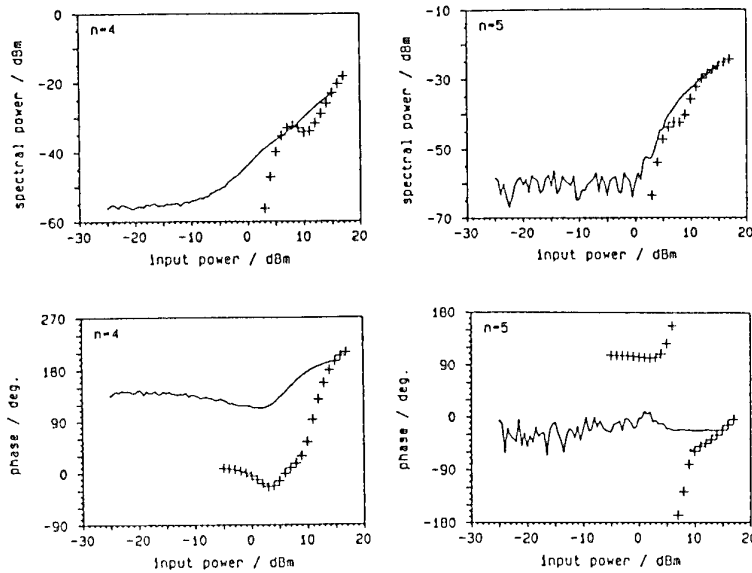 n=4
spectral power / dBm
0
-20
-40
-60
-30 -20 -10 0 10 20
input power / dBm
n=5
spectral power / dBm
-10
-30
-50
-70
-30 -20 -10 0 10 20
input power / dBm
n=4
phase / deg.
270
180
90
0
-90
-30 -20 -10 0 10 20
input power / dBm
n=5
phase / deg.
180
90
0
-90
-180
-30 -20 -10 0 10 20
input power / dBm